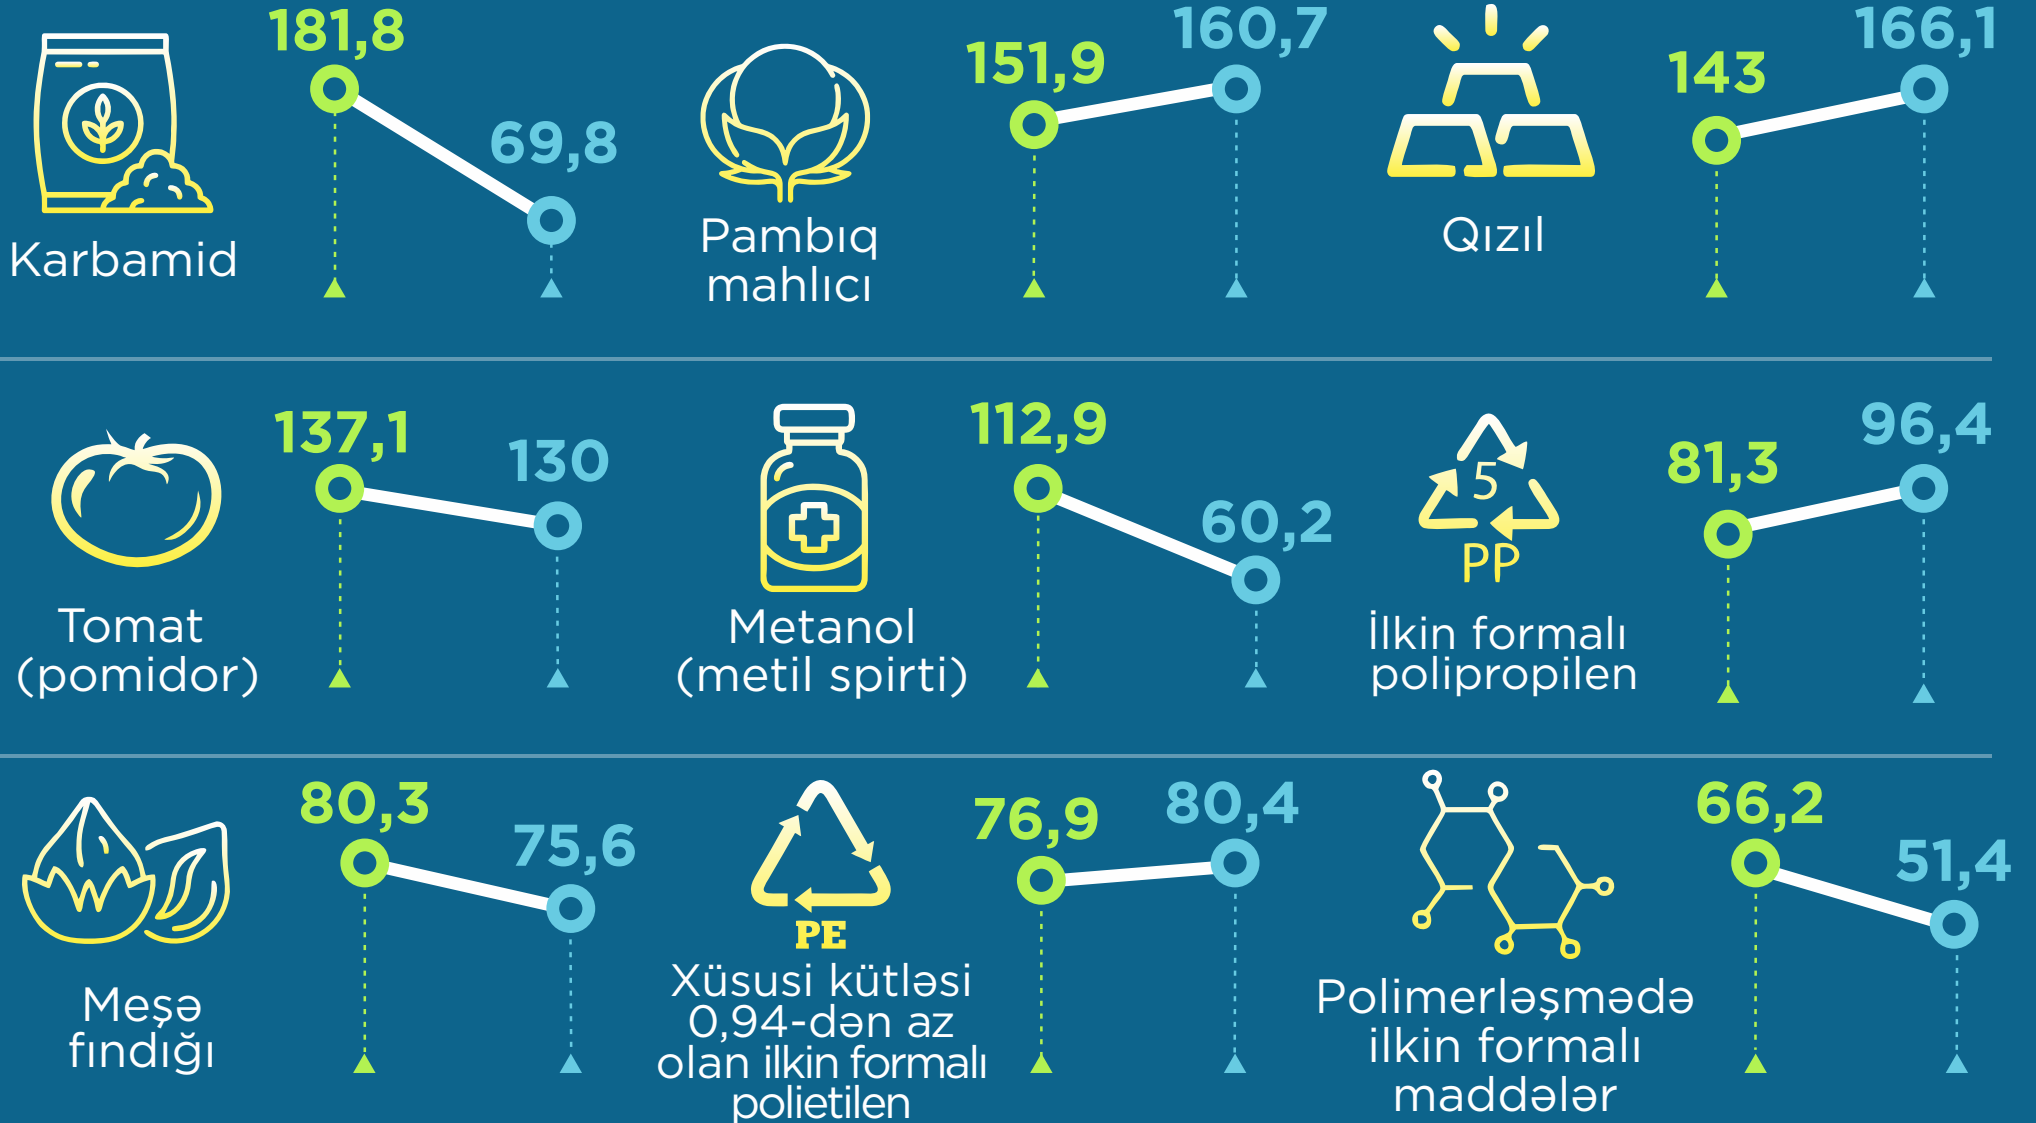 181,8
69,8
Karbamid
151,9
160,7
Pambıq
mahlıcı
143
166,1
Qızıl
137,1
130
Tomat
(pomidor)
112,9
60,2
Metanol
(metil spirti)
5
PP
81,3
96,4
İlkin formalı
polipropilen
80,3
75,6
Meşə
fındığı
PE
76,9
80,4
Xüsusi kütləsi
0,94-dən az
olan ilkin formalı
polietilen
66,2
51,4
Polimerləşmədə
ilkin formalı
maddələr